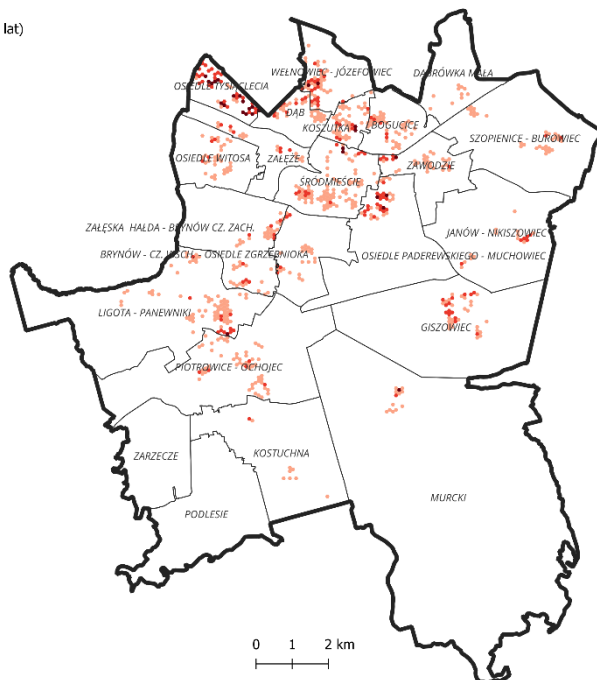 lat)
WEŁNOWIEC - JÓZEFOWIEC
DĄBRÓWKA MAŁA
OSIEDLE TYSIĄCLECIA
DĄB
KOSZUTKA
BOGUCICE
SZOPIENICE - BUROWIEC
OSIEDLE WITOSA
ZAŁĘŻE
ZAWODZIE
ŚRÓDMIEŚCIE
ZAŁĘSKA HAŁDA - BRYNÓW CZ. ZACH.
JANÓW - NIKISZOWIEC
BRYNÓW - CZ. WSCH. - OSIEDLE ZGRZEBNIOKA
OSIEDLE PADEREWSKIEGO - MUCHOWIEC
LIGOTA - PANEWNIKI
GISZOWIEC
PIOTROWICE - OCHOJEC
ZARZECZE
KOSTUCHNA
MURCKI
PODLESIE
0 1 2 km